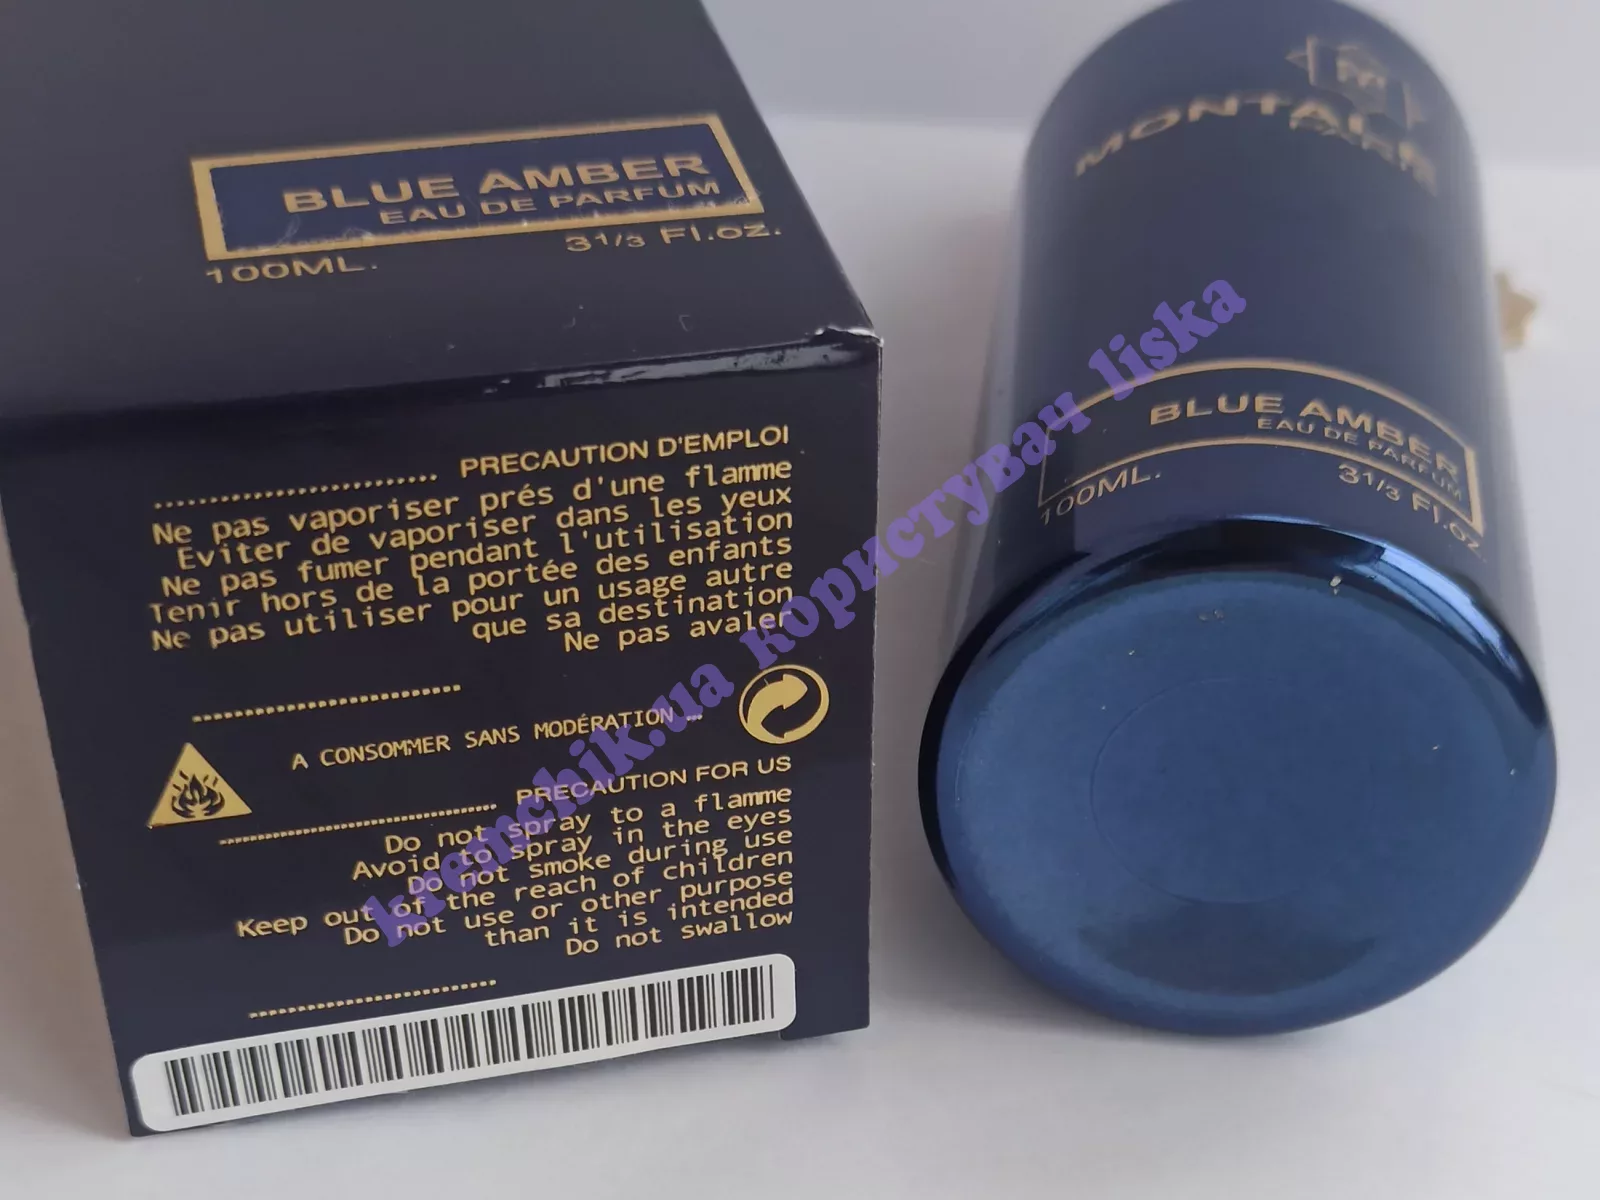 BLUE AMBER
EAU DE PARFUM
100ML.
3 1/3 Fl.oz.
PRECAUTION D'EMPLOI
Ne pas vaporiser prés d'une flamme
Eviter de vaporiser dans les yeux
Ne pas fumer pendant l'utilisation
Tenir hors de la portée des enfants
Ne pas utiliser pour un usage autre
que sa destination
Ne pas avaler
A CONSOMMER SANS MODÉRATION ...
PRECAUTION FOR US
Do not spray to a flamme
Avoid to spray in the eyes
Do not smoke during use
Keep out of the reach of children
Do not use or other purpose
than it is intended
Do not swallow
MONTALE
PARIS
BLUE AMBER
EAU DE PARFUM
100ML.
3 1/3 Fl.oz.
kremchik.ua користувач liska